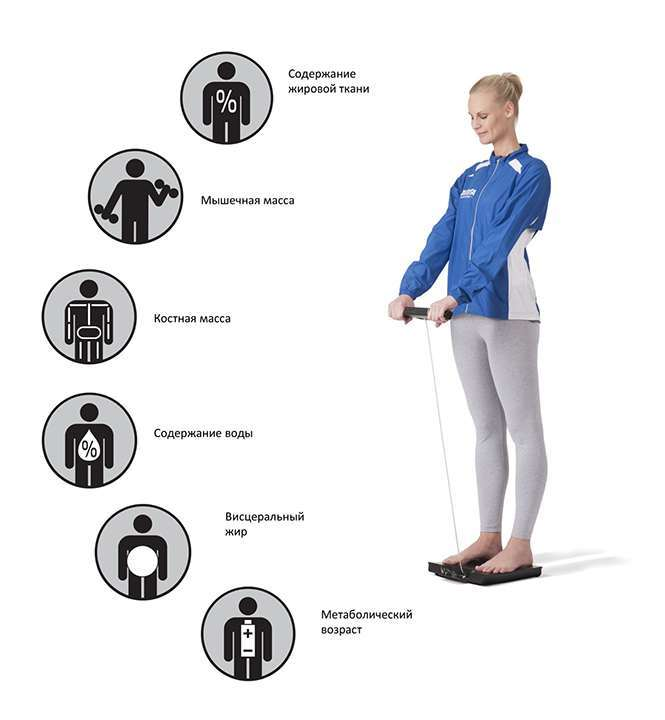 Содержание
жировой ткани
%
Мышечная масса
Костная масса
Содержание воды
%
Висцеральный
жир
Метаболический
возраст
+
-